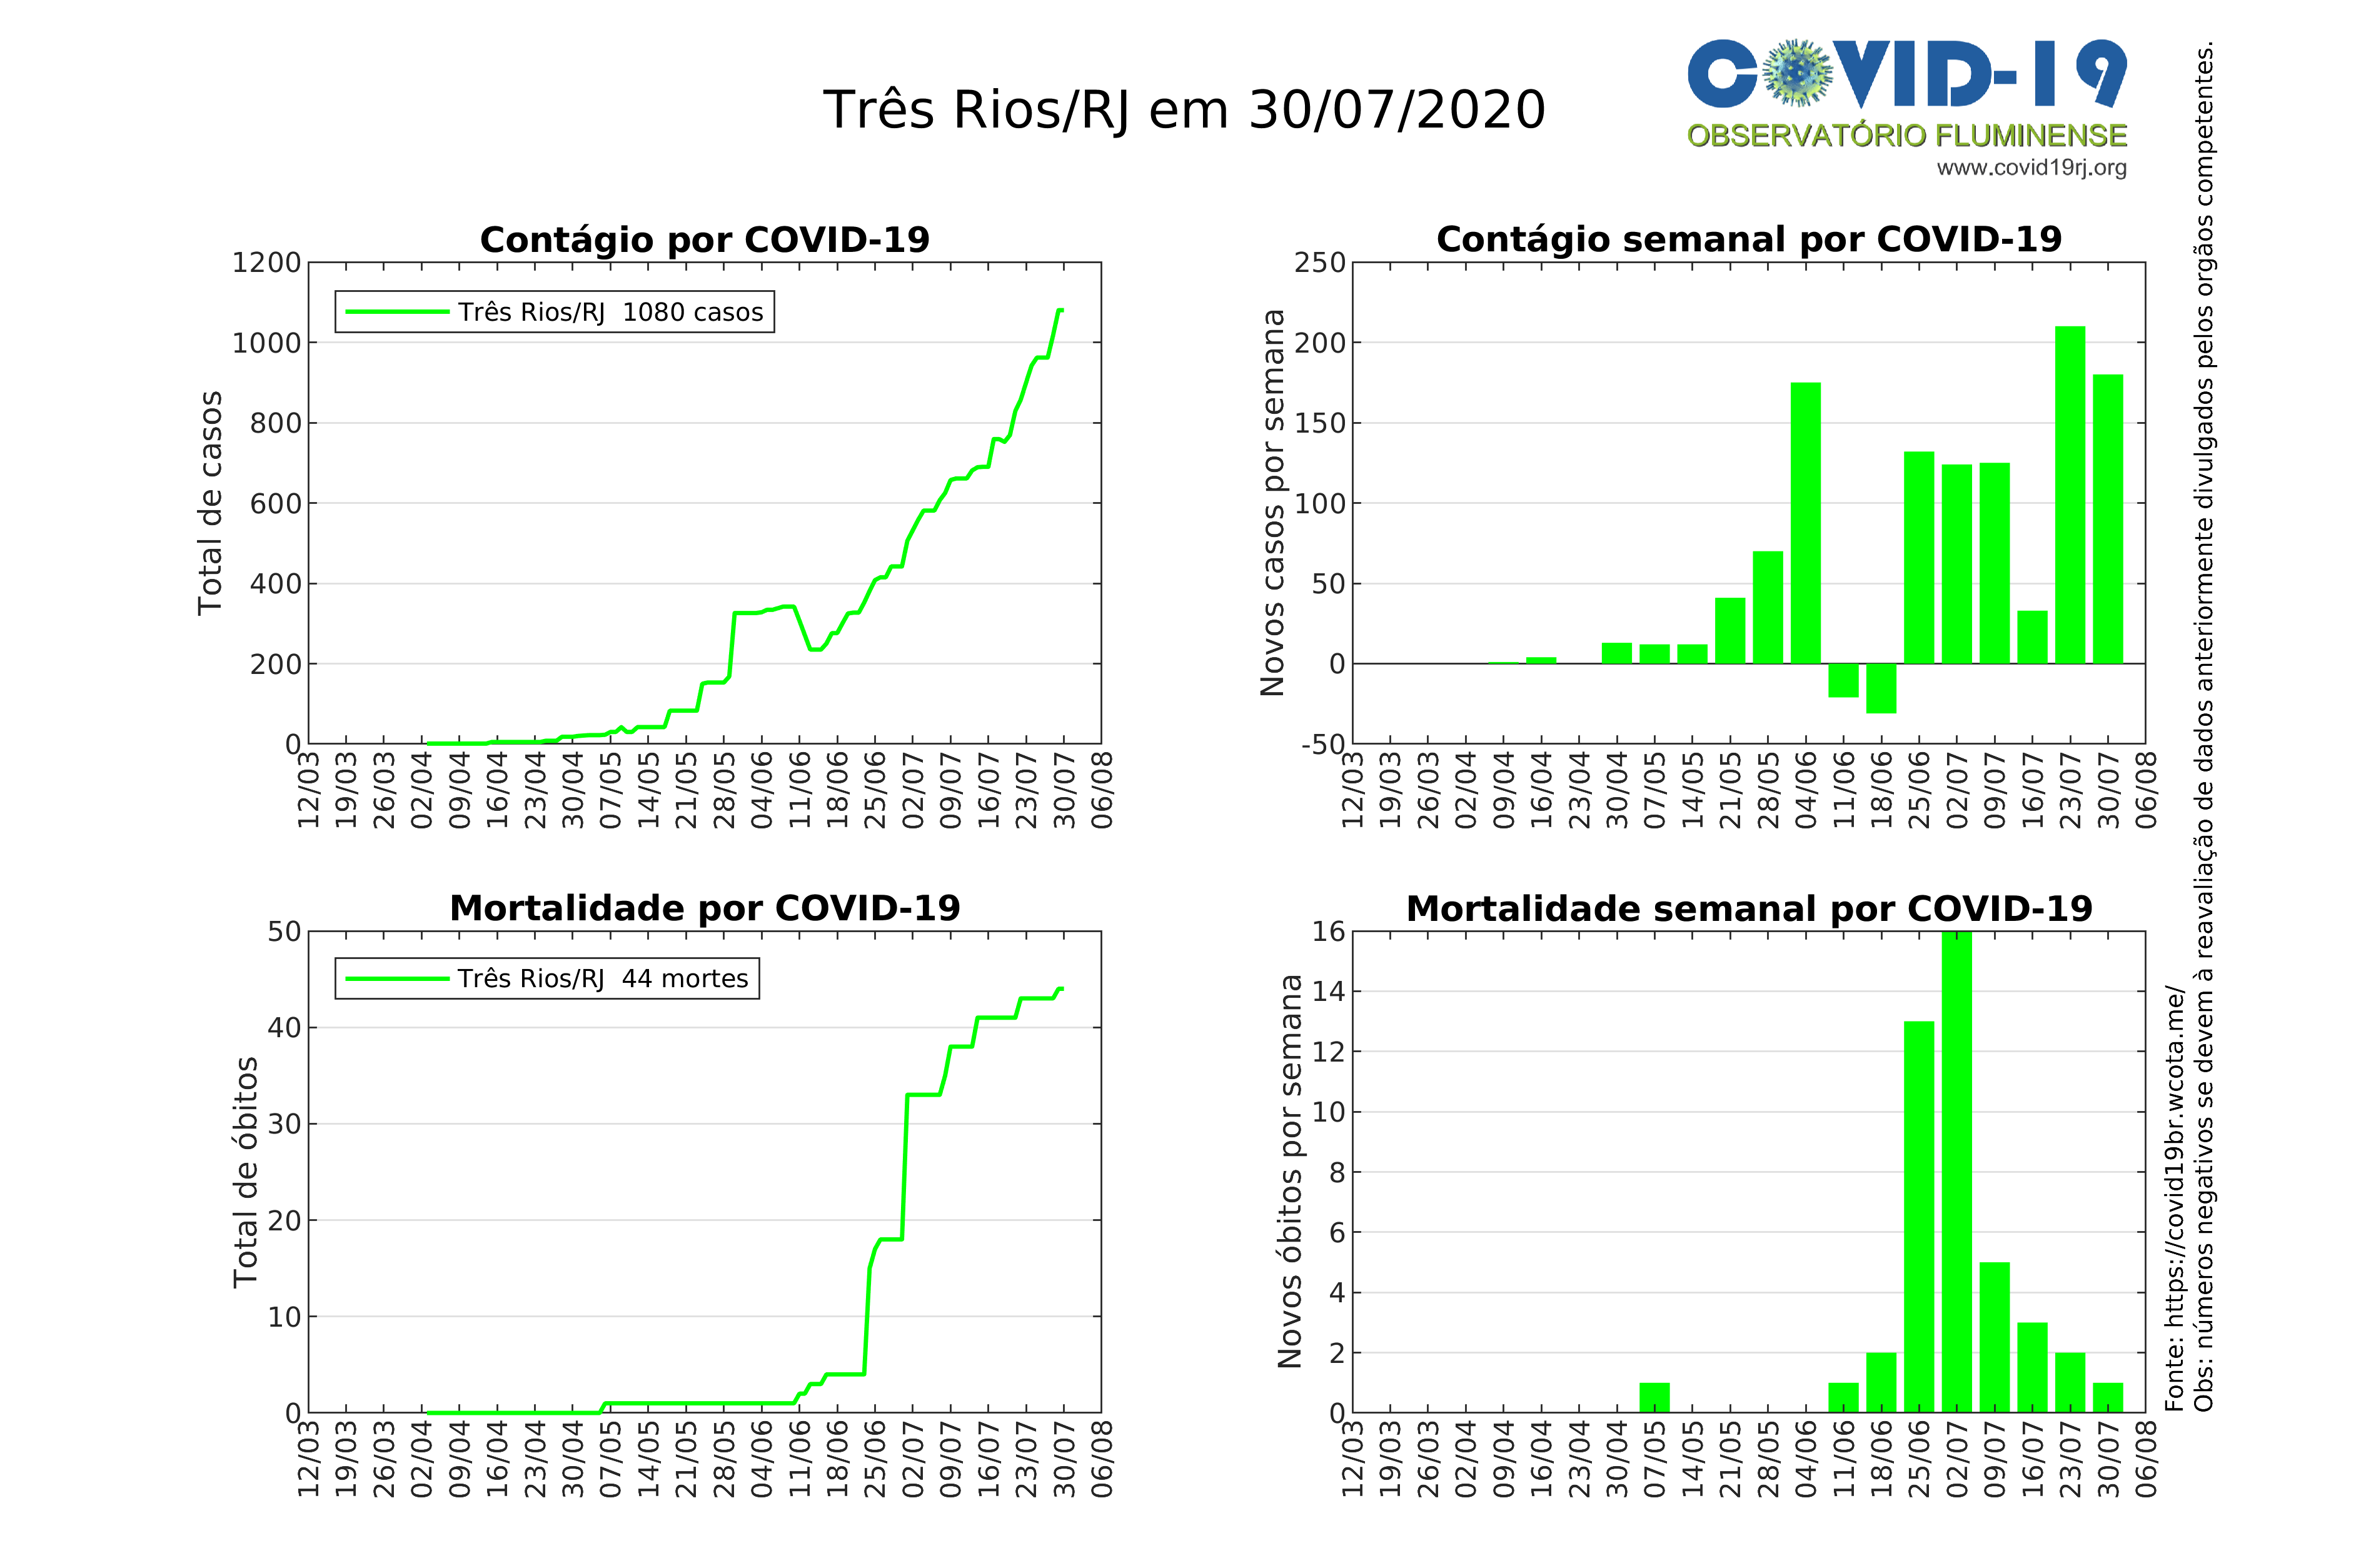 Três Rios/RJ em 30/07/2020
COVID-19
OBSERVATÓRIO FLUMINENSE
www.covid19rj.org
Contágio por COVID-19
Total de casos
1200
1000
800
600
400
200
0
Três Rios/RJ 1080 casos
12/03 19/03 26/03 02/04 09/04 16/04 23/04 30/04 07/05 14/05 21/05 28/05 04/06 11/06 18/06 25/06 02/07 09/07 16/07 23/07 30/07 06/08
Contágio semanal por COVID-19
Novos casos por semana
250
200
150
100
50
0
-50
12/03 19/03 26/03 02/04 09/04 16/04 23/04 30/04 07/05 14/05 21/05 28/05 04/06 11/06 18/06 25/06 02/07 09/07 16/07 23/07 30/07 06/08
Mortalidade por COVID-19
Total de óbitos
50
40
30
20
10
0
Três Rios/RJ 44 mortes
12/03 19/03 26/03 02/04 09/04 16/04 23/04 30/04 07/05 14/05 21/05 28/05 04/06 11/06 18/06 25/06 02/07 09/07 16/07 23/07 30/07 06/08
Mortalidade semanal por COVID-19
Novos óbitos por semana
16
14
12
10
8
6
4
2
0
12/03 19/03 26/03 02/04 09/04 16/04 23/04 30/04 07/05 14/05 21/05 28/05 04/06 11/06 18/06 25/06 02/07 09/07 16/07 23/07 30/07 06/08
Fonte: https://covid19br.wcota.me/
Obs: números negativos se devem à reavaliação de dados anteriormente divulgados pelos orgãos competentes.